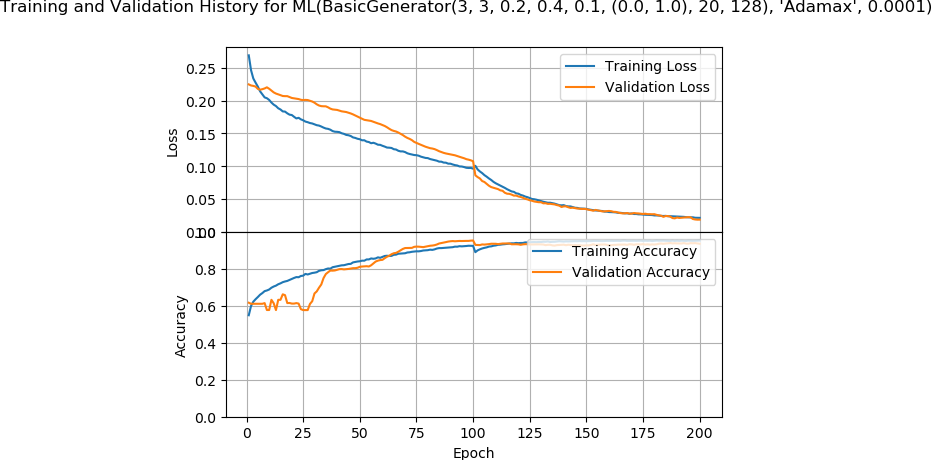 Training and Validation History for ML(BasicGenerator(3, 3, 0.2, 0.4, 0.1, (0.0, 1.0), 20, 128), 'Adamax', 0.0001)
Training Loss
Validation Loss
Loss
0.25
0.20
0.15
0.10
0.05
0.00
1.0
Training Accuracy
Validation Accuracy
Accuracy
0.8
0.6
0.4
0.2
0.0
0 25 50 75 100 125 150 175 200
Epoch